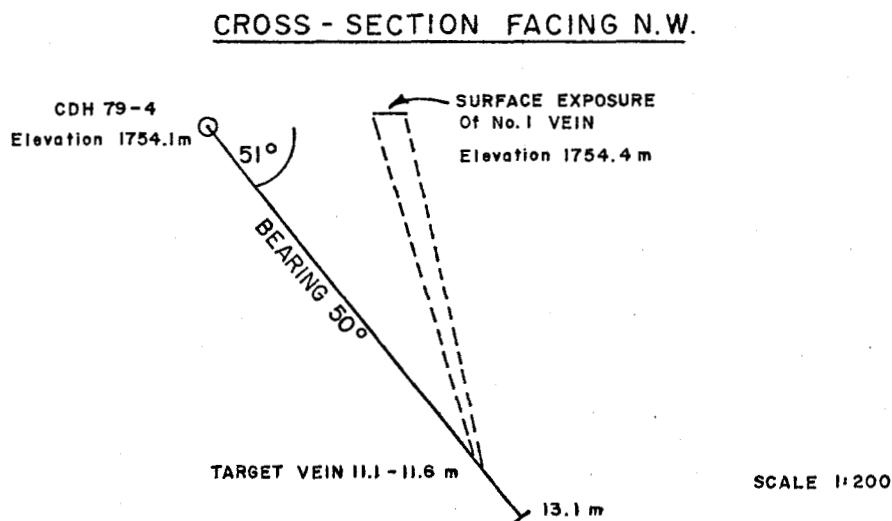 CROSS - SECTION FACING N.W.
CDH 79-4
Elevation 1754.1m
51°
SURFACE EXPOSURE
Of No. 1 VEIN
Elevation 1754.4 m
BEARING 50°
TARGET VEIN 11.1 - 11.6 m
13.1 m
SCALE 1:200